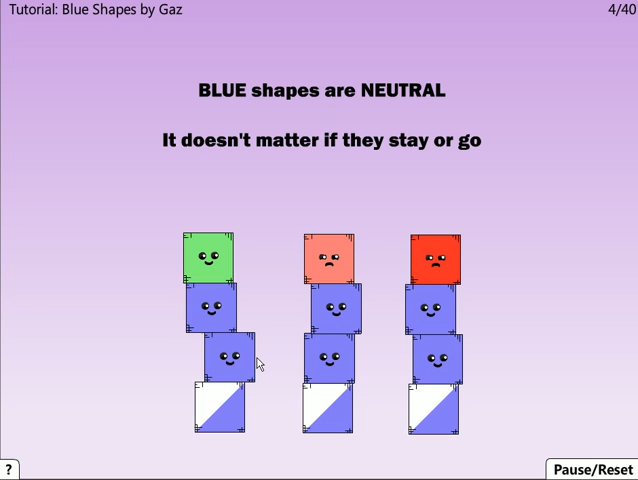 Tutorial: Blue Shapes by Gaz
4/40
BLUE shapes are NEUTRAL
It doesn't matter if they stay or go
?
Pause/Reset